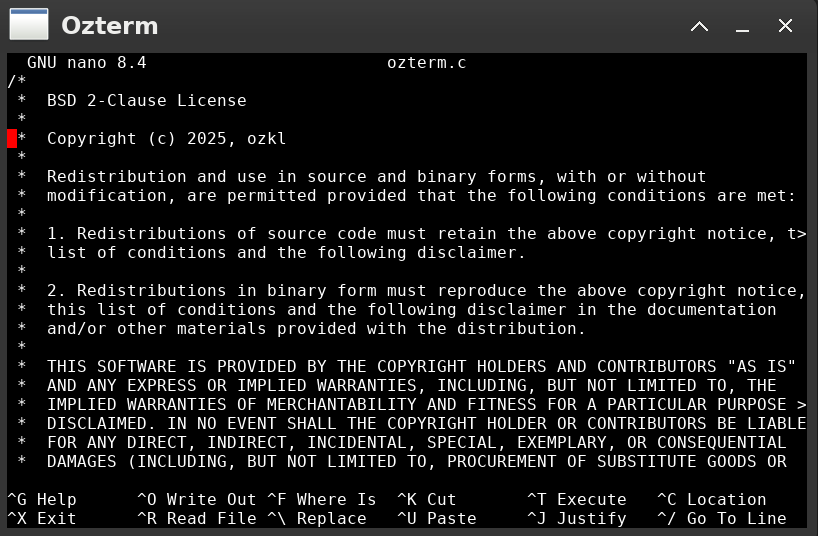 Ozterm
GNU nano 8.4 ozterm.c
/*
 *  BSD 2-Clause License
 *
 *  Copyright (c) 2025, ozkl
 *
 *  Redistribution and use in source and binary forms, with or without
 *  modification, are permitted provided that the following conditions are met:
 *
 *  1. Redistributions of source code must retain the above copyright notice, t>
 *  list of conditions and the following disclaimer.
 *
 *  2. Redistributions in binary form must reproduce the above copyright notice,
 *  this list of conditions and the following disclaimer in the documentation
 *  and/or other materials provided with the distribution.
 *
 *  THIS SOFTWARE IS PROVIDED BY THE COPYRIGHT HOLDERS AND CONTRIBUTORS "AS IS"
 *  AND ANY EXPRESS OR IMPLIED WARRANTIES, INCLUDING, BUT NOT LIMITED TO, THE
 *  IMPLIED WARRANTIES OF MERCHANTABILITY AND FITNESS FOR A PARTICULAR PURPOSE >
 *  DISCLAIMED. IN NO EVENT SHALL THE COPYRIGHT HOLDER OR CONTRIBUTORS BE LIABLE
 *  FOR ANY DIRECT, INDIRECT, INCIDENTAL, SPECIAL, EXEMPLARY, OR CONSEQUENTIAL
 *  DAMAGES (INCLUDING, BUT NOT LIMITED TO, PROCUREMENT OF SUBSTITUTE GOODS OR
^G Help ^O Write Out ^F Where Is ^K Cut ^T Execute ^C Location
^X Exit ^R Read File ^\ Replace ^U Paste ^J Justify ^/ Go To Line